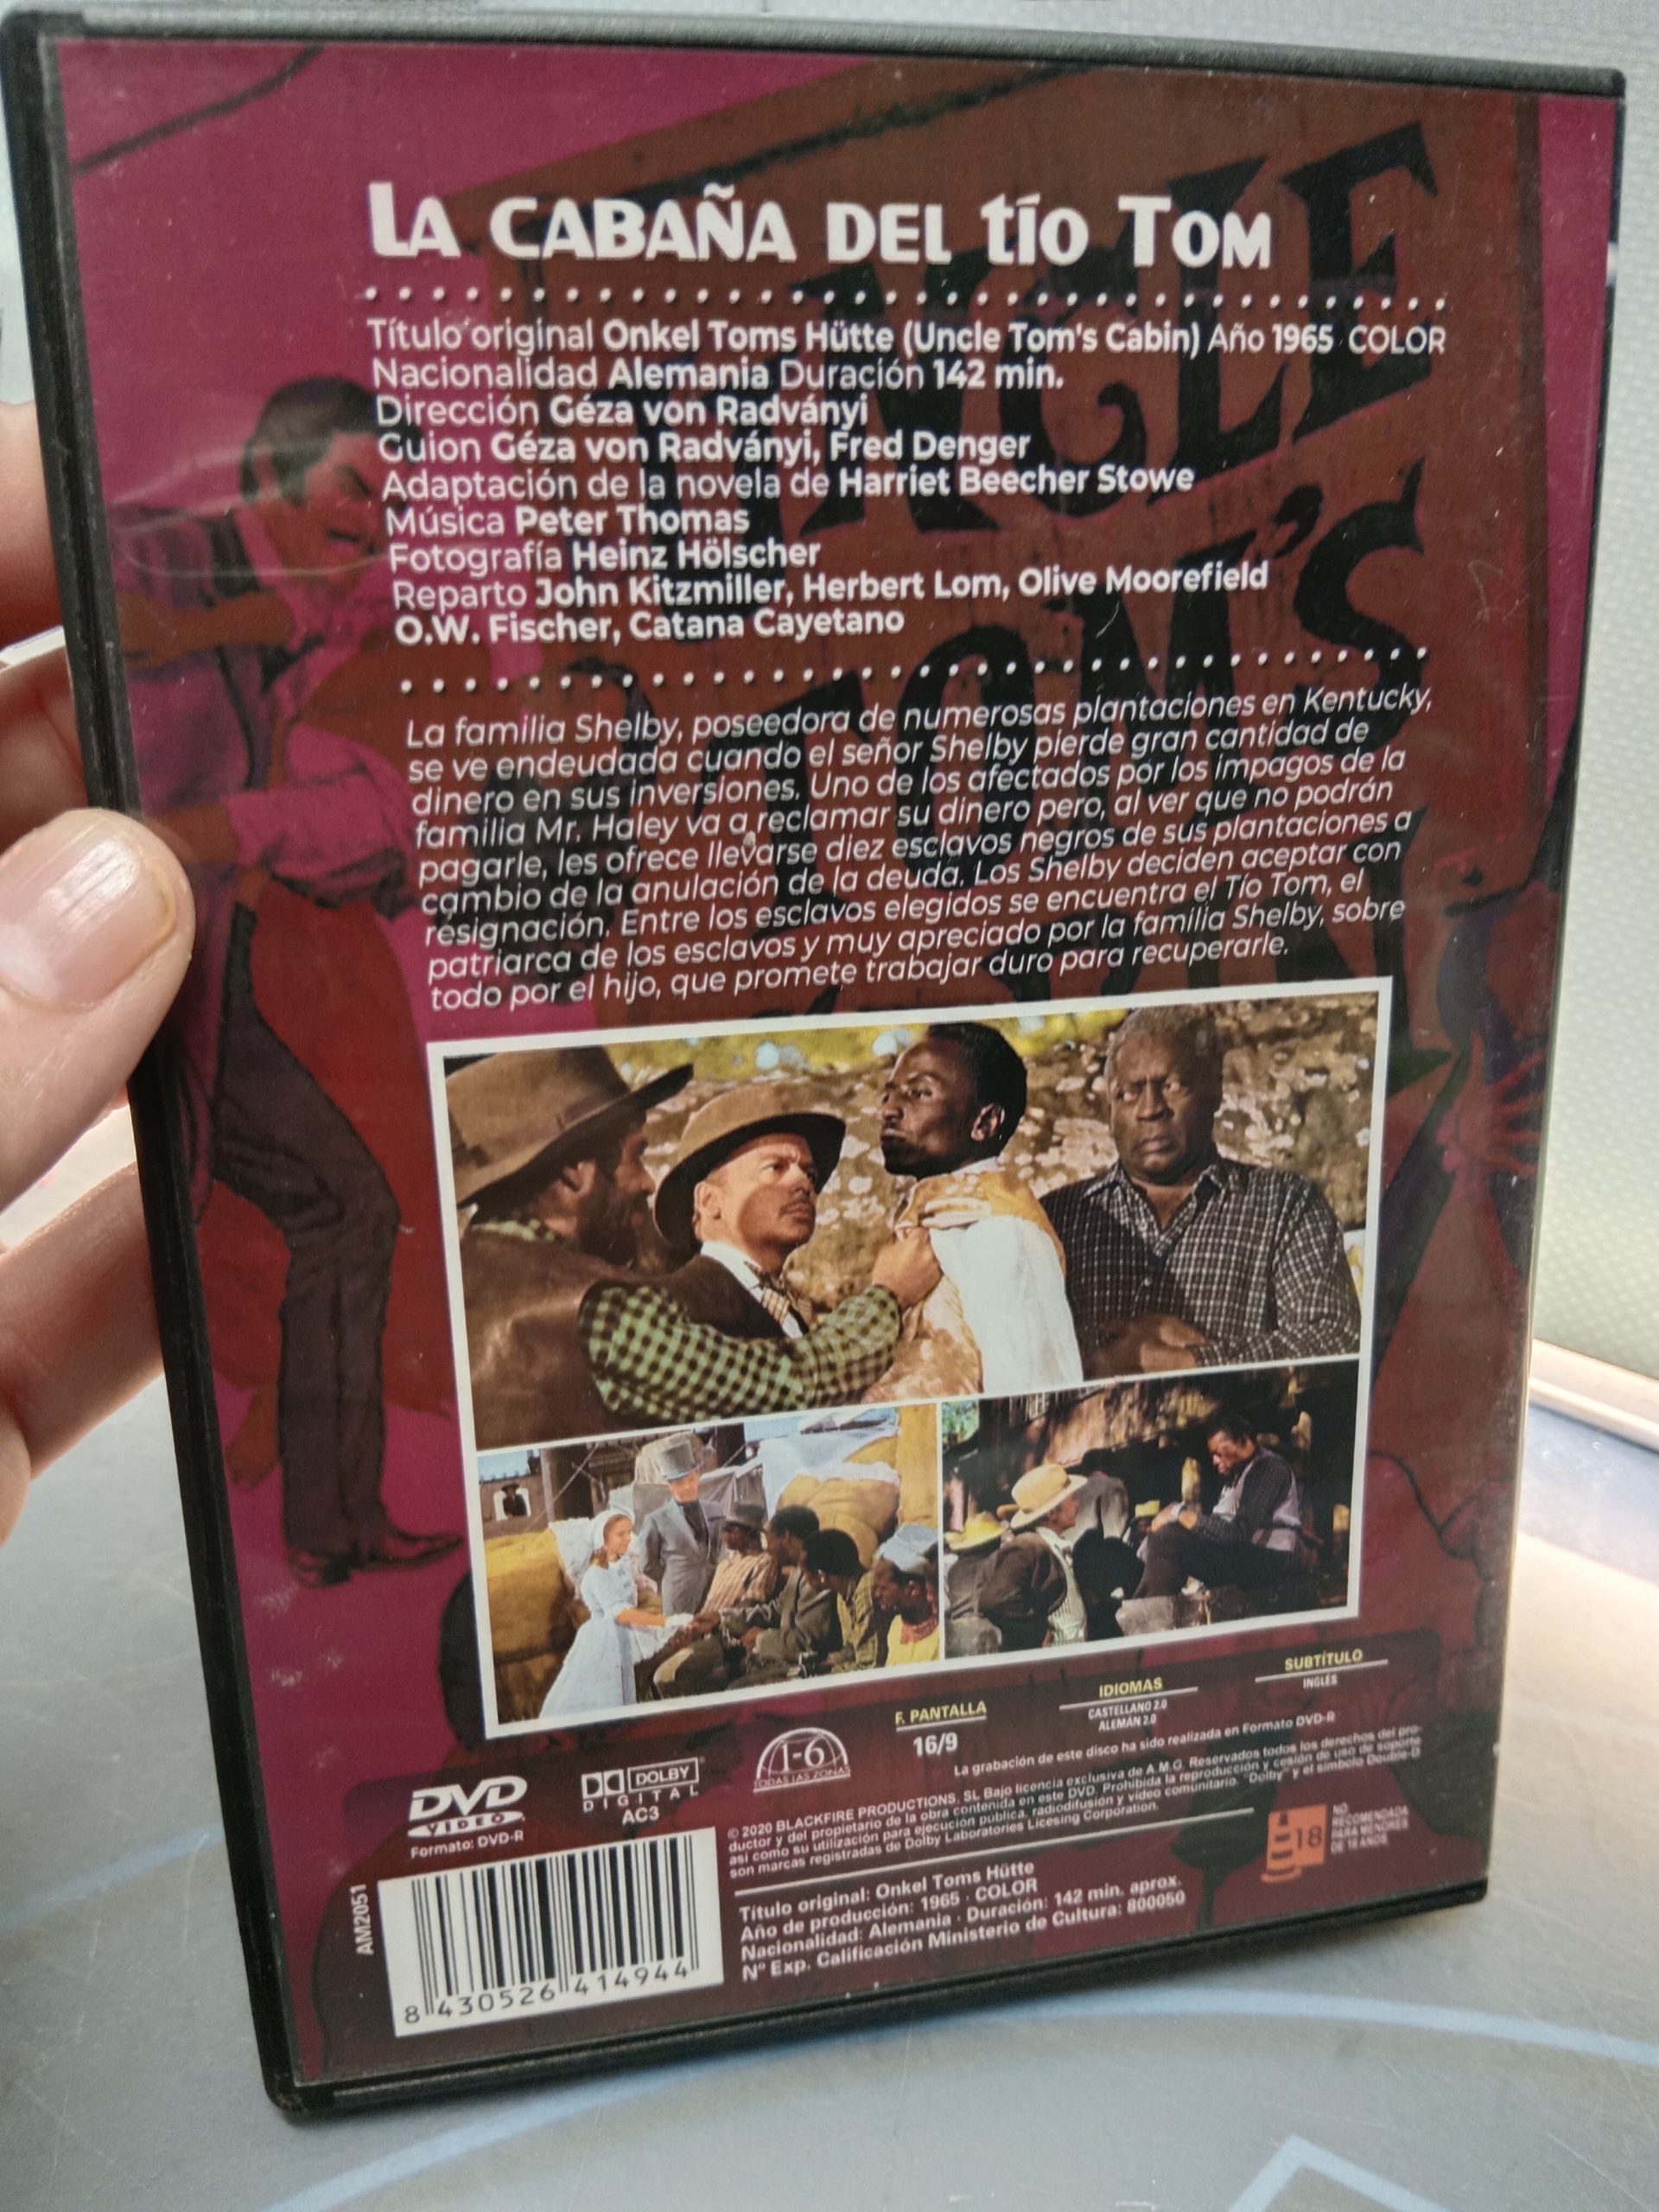 LA CABAÑA DEL tío TOM
Título original Onkel Toms Hütte (Uncle Tom's Cabin) Año 1965 · COLOR
Nacionalidad Alemania Duración 142 min.
Dirección Géza von Radványi
Guion Géza von Radványi, Fred Denger
Adaptación de la novela de Harriet Beecher Stowe
Música Peter Thomas
Fotografía Heinz Hölscher
Reparto John Kitzmiller, Herbert Lom, Olive Moorefield
O.W. Fischer, Catana Cayetano
La familia Shelby, poseedora de numerosas plantaciones en Kentucky,
se ve endeudada cuando el señor Shelby pierde gran cantidad de
dinero en sus inversiones. Uno de los afectados por los impagos de la
familia Mr. Haley va a reclamar su dinero pero, al ver que no podrán
pagarle, les ofrece llevarse diez esclavos negros de sus plantaciones a
cambio de la anulación de la deuda. Los Shelby deciden aceptar con
resignación. Entre los esclavos elegidos se encuentra el Tío Tom, el
patriarca de los esclavos y muy apreciado por la familia Shelby, sobre
todo por el hijo, que promete trabajar duro para recuperarle.
UNCLE
TOM'S
F. PANTALLA
16/9
IDIOMAS
CASTELLANO 2.0
ALEMÁN 2.0
SUBTÍTULO
INGLÉS
DVD
VIDEO
Formato: DVD-R
DOLBY
DIGITAL
AC3
1-6
TODAS LAS ZONAS
La grabación de este disco ha sido realizada en Formato DVD-R
© 2020 BLACKFIRE PRODUCTIONS, SL Bajo licencia exclusiva de A.M.G. Reservados todos los derechos del pro-
ductor y del propietario de la obra contenida en este DVD. Prohibida la reproducción y cesión de uso de soporte
así como su utilización para ejecución pública, radiodifusión y vídeo comunitario. "Dolby" y el símbolo Double-D
son marcas registradas de Dolby Laboratories Licesing Corporation.
18
NO
RECOMENDADA
PARA MENORES
DE 18 AÑOS
Título original: Onkel Toms Hütte
Año de producción: 1965 · COLOR
Nacionalidad: Alemania · Duración: 142 min. aprox.
Nº Exp. Calificación Ministerio de Cultura: 800050
AM2051
8 430526 414944